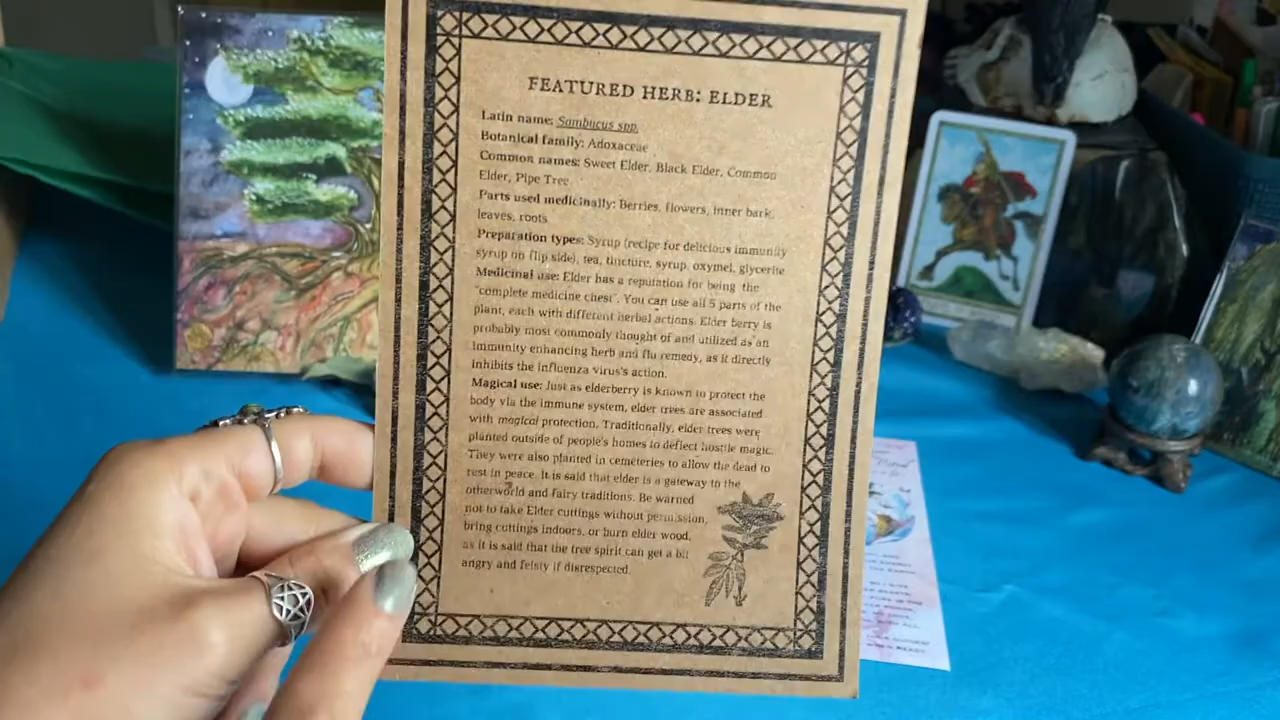 FEATURED HERB: ELDER
Latin name: Sambucus spp.
Botanical family: Adoxaceae
Common names: Sweet Elder, Black Elder, Common
Elder, Pipe Tree
Parts used medicinally: Berries, flowers, inner bark,
leaves, roots
Preparation types: Syrup (recipe for delicious immunity
syrup on flip side), tea, tincture, syrup, oxymel, glycerite
Medicinal use: Elder has a reputation for being the
"complete medicine chest". You can use all 5 parts of the
plant, each with different herbal actions. Elder berry is
probably most commonly thought of and utilized as an
immunity enhancing herb and flu remedy, as it directly
inhibits the influenza virus's action.
Magical use: Just as elderberry is known to protect the
body via the immune system, elder trees are associated
with magical protection. Traditionally, elder trees were
planted outside of people's homes to deflect hostile magic.
They were also planted in cemeteries to allow the dead to
rest in peace. It is said that elder is a gateway to the
otherworld and fairy traditions. Be warned
not to take Elder cuttings without permission,
bring cuttings indoors, or burn elder wood,
as it is said that the tree spirit can get a bit
angry and feisty if disrespected.